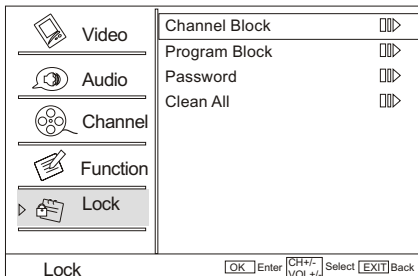 Video
Audio
Channel
Function
Lock
Channel Block
Program Block
Password
Clean All
Lock
OK Enter CH+/- VOL+/- Select EXIT Back